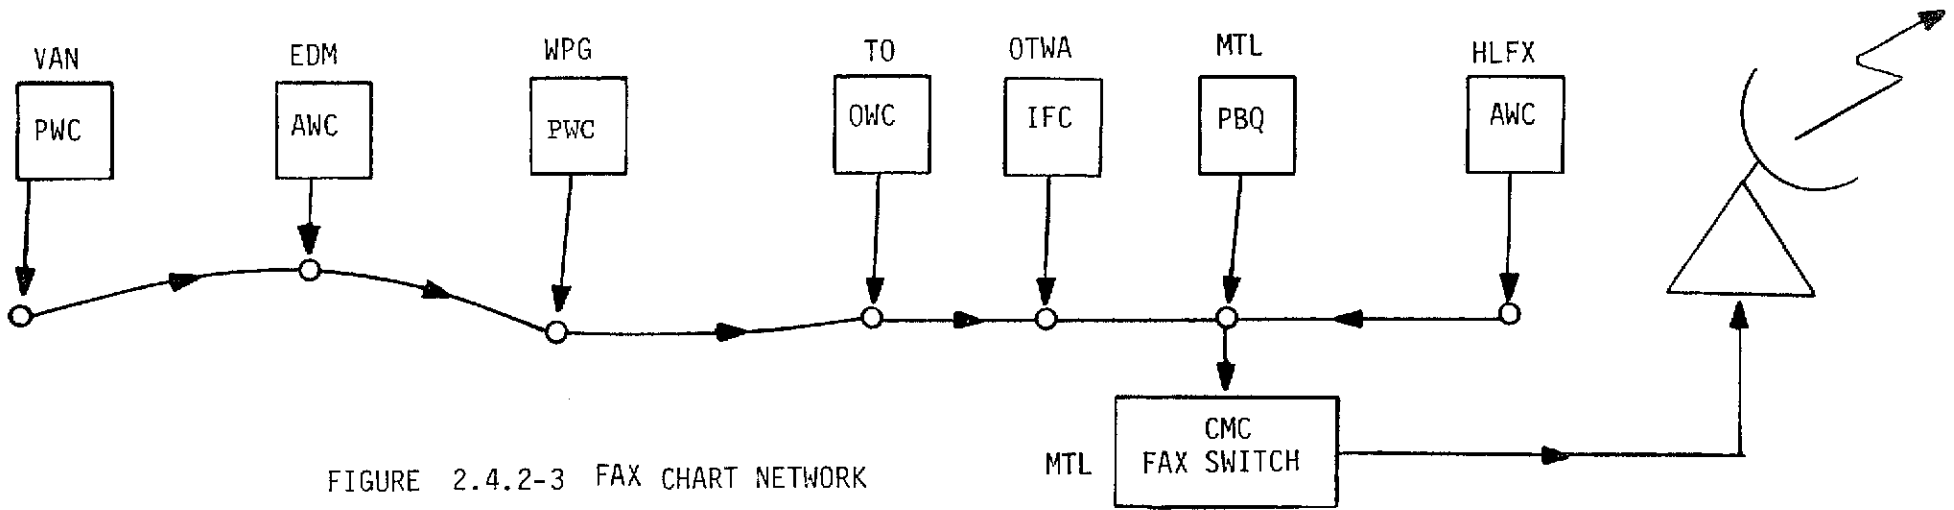 VAN
EDM
WPG
TO
OTWA
MTL
HLFX
PWC
AWC
PWC
OWC
IFC
PBQ
AWC
CMC
FAX SWITCH
MTL
FIGURE 2.4.2-3 FAX CHART NETWORK